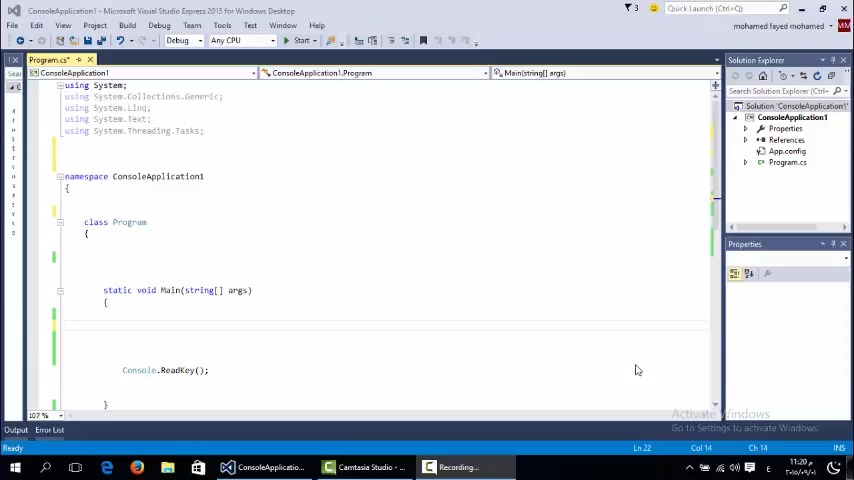 ConsoleApplication1 - Microsoft Visual Studio Express 2015 for Windows Desktop
3
Quick Launch (Ctrl+Q)
File Edit View Project Build Debug Team Tools Test Window Help
mohamed fayed mohamed
MM
Debug Any CPU Start
Program.cs*
Solution Explorer
ConsoleApplication1 ConsoleApplication1.Program Main(string[] args)
Sear
Search Solution Explorer (Ctrl+;)
Solution 'ConsoleApplication1'
ConsoleApplication1
Properties
References
App.config
Program.cs
using System;
using System.Collections.Generic;
using System.Linq;
using System.Text;
using System.Threading.Tasks;
namespace ConsoleApplication1
{
class Program
{
static void Main(string[] args)
{
Console.ReadKey();
}
Properties
107 %
Activate Windows
Go to Settings to activate Windows.
Output Error List
Ready Ln 22 Col 14 Ch 14 INS
ConsoleApplicatio... Camtasia Studio - ... Recording...
ع
11:20 م